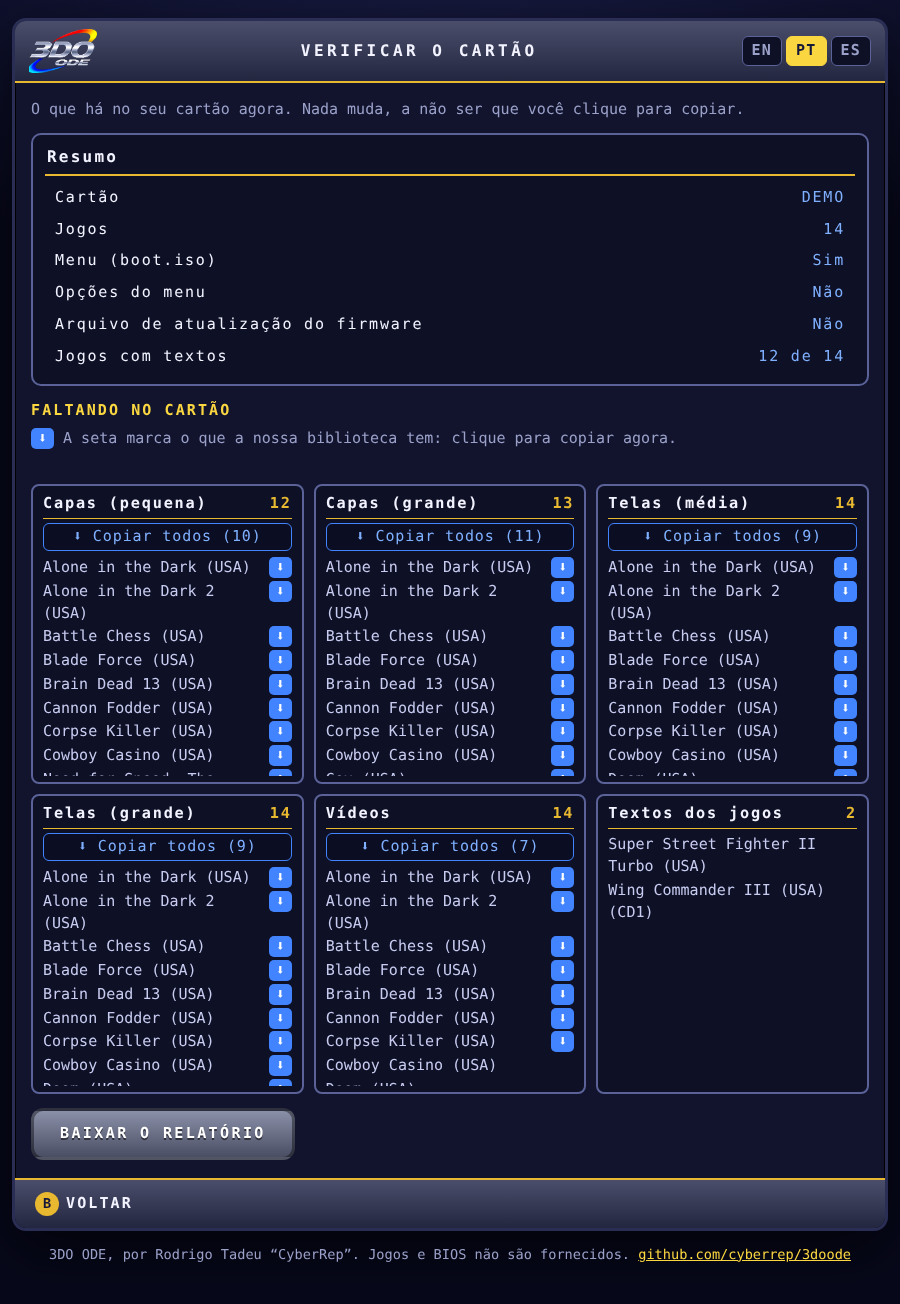 3DO ODE
VERIFICAR O CARTÃO
EN PT ES
O que há no seu cartão agora. Nada muda, a não ser que você clique para copiar.
Resumo
Cartão DEMO
Jogos 14
Menu (boot.iso) Sim
Opções do menu Não
Arquivo de atualização do firmware Não
Jogos com textos 12 de 14
FALTANDO NO CARTÃO
⬇ A seta marca o que a nossa biblioteca tem: clique para copiar agora.
Capas (pequena) 12
⬇ Copiar todos (10)
Alone in the Dark (USA) ⬇
Alone in the Dark 2 ⬇
(USA)
Battle Chess (USA) ⬇
Blade Force (USA) ⬇
Brain Dead 13 (USA) ⬇
Cannon Fodder (USA) ⬇
Corpse Killer (USA) ⬇
Cowboy Casino (USA) ⬇
Capas (grande) 13
⬇ Copiar todos (11)
Alone in the Dark (USA) ⬇
Alone in the Dark 2 ⬇
(USA)
Battle Chess (USA) ⬇
Blade Force (USA) ⬇
Brain Dead 13 (USA) ⬇
Cannon Fodder (USA) ⬇
Corpse Killer (USA) ⬇
Cowboy Casino (USA) ⬇
Telas (média) 14
⬇ Copiar todos (9)
Alone in the Dark (USA) ⬇
Alone in the Dark 2 ⬇
(USA)
Battle Chess (USA) ⬇
Blade Force (USA) ⬇
Brain Dead 13 (USA) ⬇
Cannon Fodder (USA) ⬇
Corpse Killer (USA) ⬇
Cowboy Casino (USA) ⬇
Telas (grande) 14
⬇ Copiar todos (9)
Alone in the Dark (USA) ⬇
Alone in the Dark 2 ⬇
(USA)
Battle Chess (USA) ⬇
Blade Force (USA) ⬇
Brain Dead 13 (USA) ⬇
Cannon Fodder (USA) ⬇
Corpse Killer (USA) ⬇
Cowboy Casino (USA) ⬇
Vídeos 14
⬇ Copiar todos (7)
Alone in the Dark (USA) ⬇
Alone in the Dark 2 ⬇
(USA)
Battle Chess (USA) ⬇
Blade Force (USA) ⬇
Brain Dead 13 (USA) ⬇
Cannon Fodder (USA) ⬇
Corpse Killer (USA) ⬇
Cowboy Casino (USA)
Textos dos jogos 2
Super Street Fighter II
Turbo (USA)
Wing Commander III (USA)
(CD1)
BAIXAR O RELATÓRIO
B VOLTAR
3DO ODE, por Rodrigo Tadeu “CyberRep”. Jogos e BIOS não são fornecidos. github.com/cyberrep/3doode